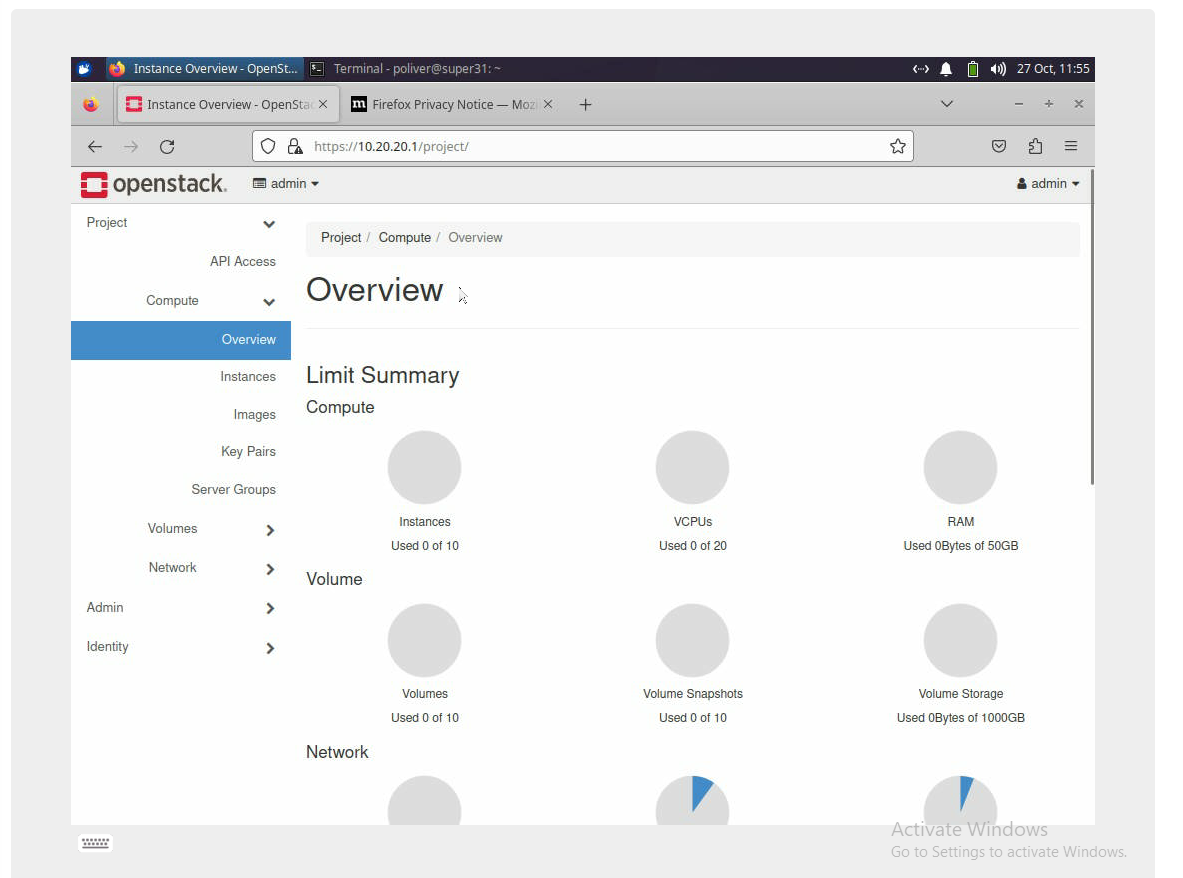 Instance Overview - OpenSt...
Terminal - poliver@super31: ~
27 Oct, 11:55
Instance Overview - OpenStac
Firefox Privacy Notice — Mozi
https://10.20.20.1/project/
openstack.
admin
admin
Project
API Access
Compute
Overview
Instances
Images
Key Pairs
Server Groups
Volumes
Network
Admin
Identity
Project / Compute / Overview
Overview
Limit Summary
Compute
Instances
Used 0 of 10
VCPUs
Used 0 of 20
RAM
Used 0Bytes of 50GB
Volume
Volumes
Used 0 of 10
Volume Snapshots
Used 0 of 10
Volume Storage
Used 0Bytes of 1000GB
Network
Activate Windows
Go to Settings to activate Windows.